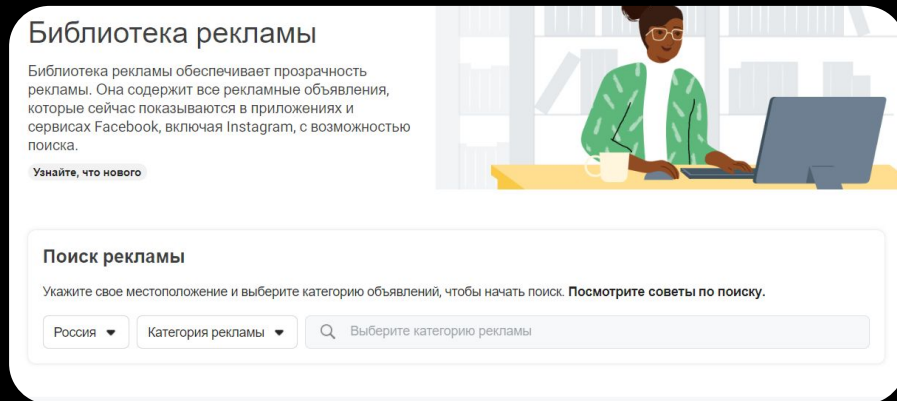 Библиотека рекламы
Библиотека рекламы обеспечивает прозрачность
рекламы. Она содержит все рекламные объявления,
которые сейчас показываются в приложениях и
сервисах Facebook, включая Instagram, с возможностью
поиска.
Узнайте, что нового
Поиск рекламы
Укажите свое местоположение и выберите категорию объявлений, чтобы начать поиск. Посмотрите советы по поиску.
Россия Категория рекламы Выберите категорию рекламы